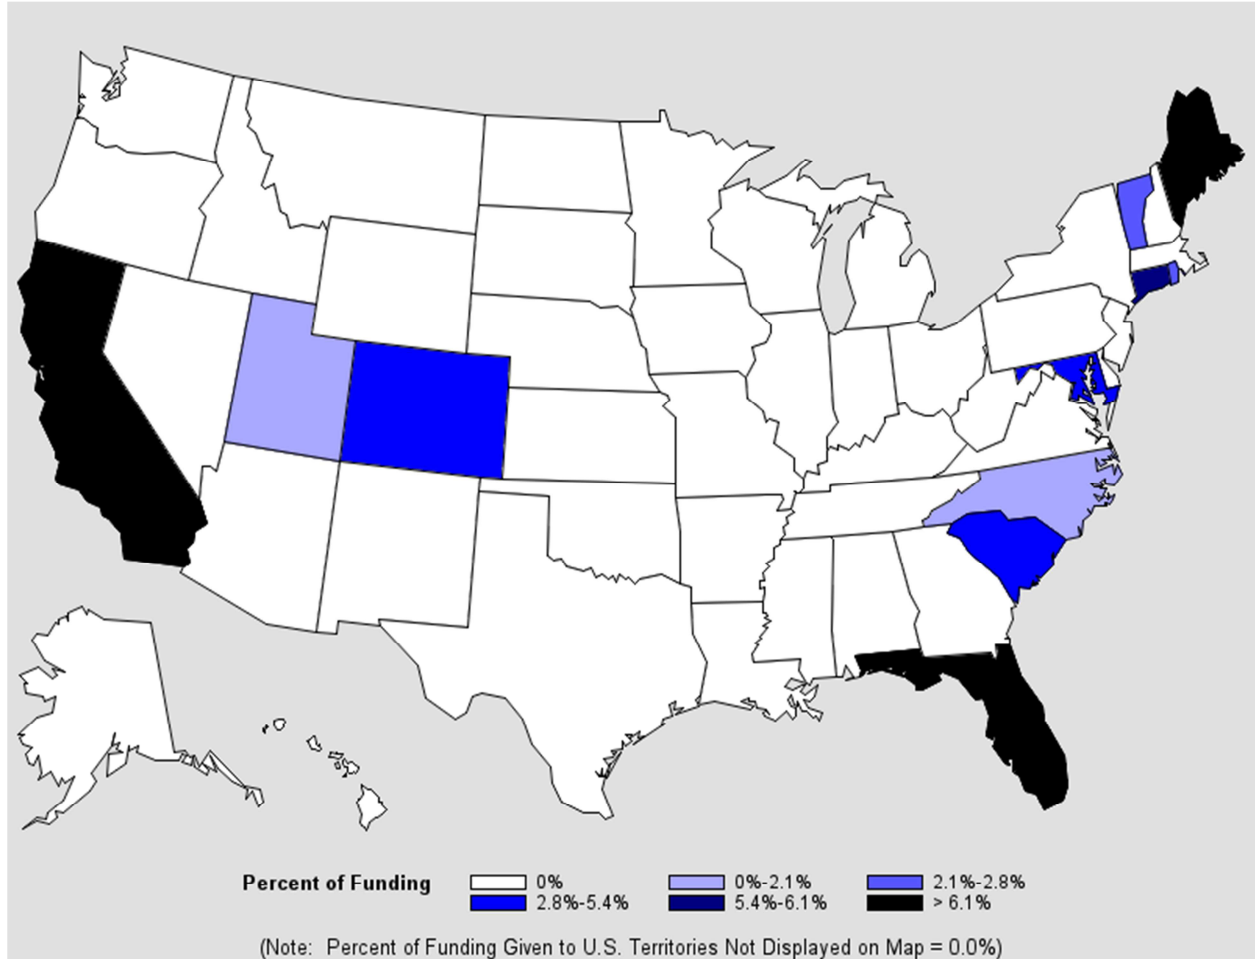 Percent of Funding 0% 0%-2.1% 2.1%-2.8%
2.8%-5.4% 5.4%-6.1% > 6.1%
(Note: Percent of Funding Given to U.S. Territories Not Displayed on Map = 0.0%)